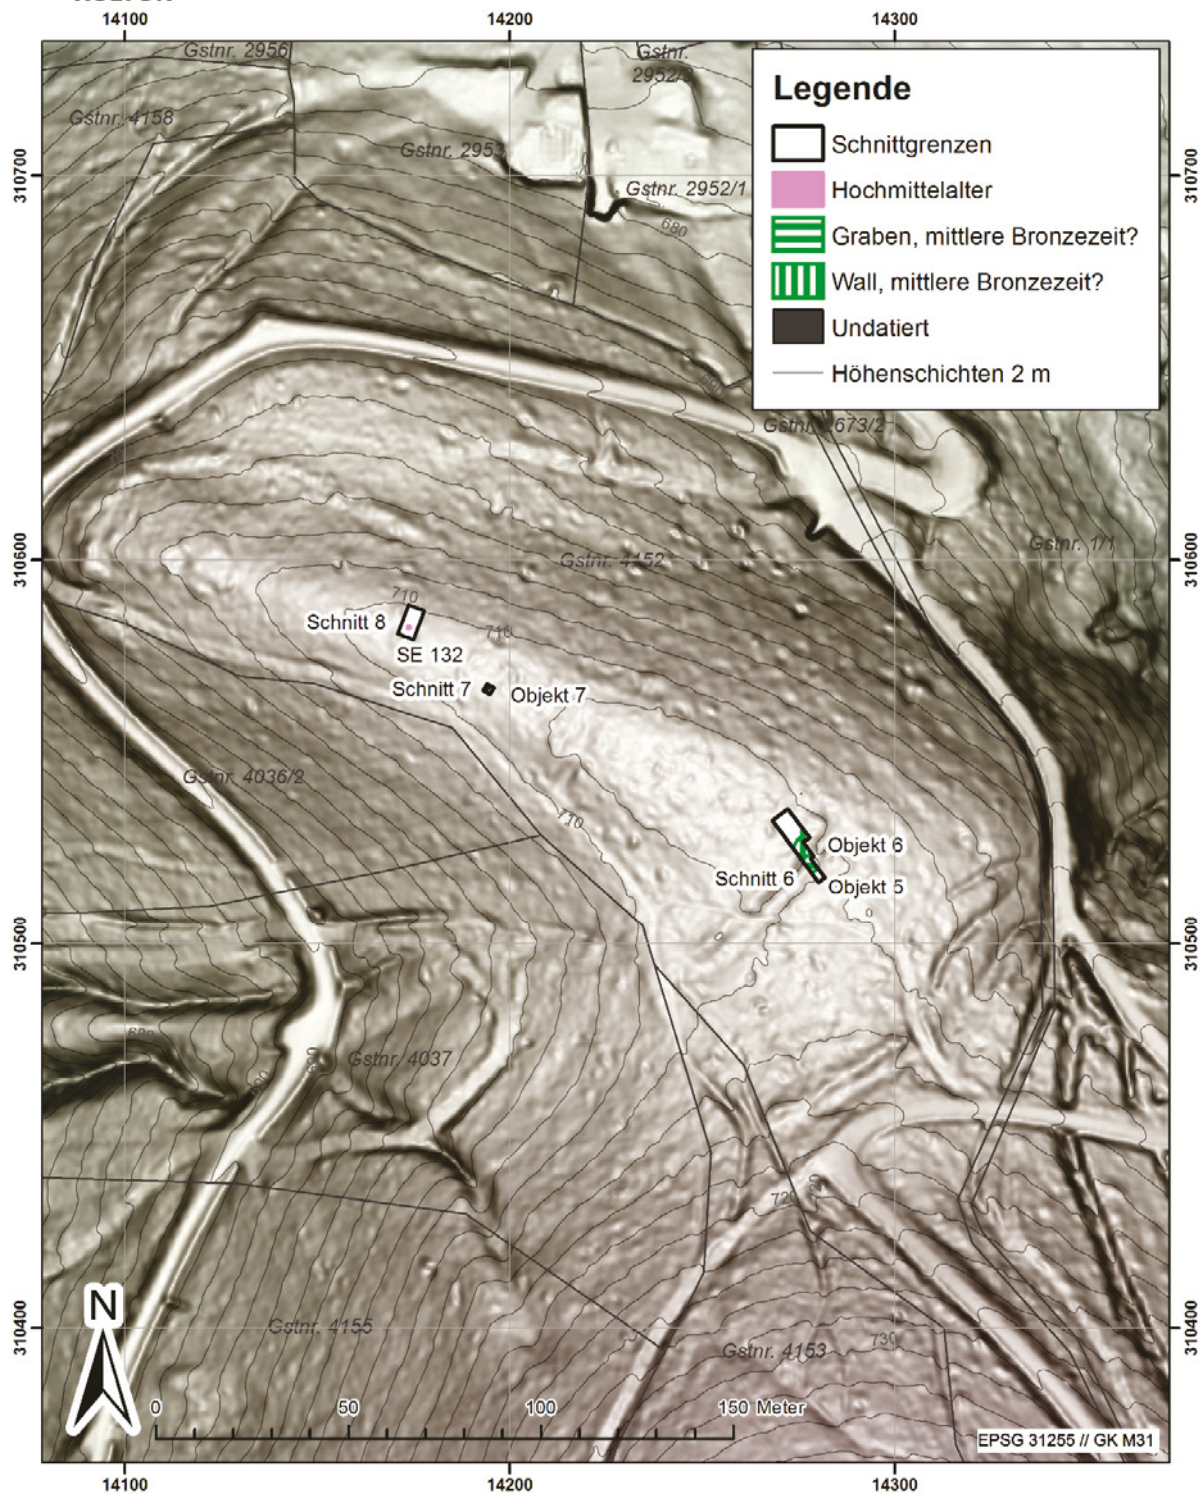 14100
14200
14300
Gstnr. 2956
Gstnr.
Gstnr. 4158
Gstnr. 2953
Gstnr. 2952/1
680
310700
310700
Legende
Schnittgrenzen
Hochmittelalter
Graben, mittlere Bronzezeit?
Wall, mittlere Bronzezeit?
Undatiert
Höhenschichten 2 m
Gstnr. 2673/2
310600
310600
Gstnr. 4152
Gstnr. 1/1
710
Schnitt 8
710
SE 132
Schnitt 7
Objekt 7
Gstnr. 4036/2
710
Objekt 6
Schnitt 6
Objekt 5
310500
310500
Gstnr. 4037
720
Gstnr. 4155
Gstnr. 4153
730
310400
310400
N
0
50
100
150 Meter
EPSG 31255 // GK M31
14100
14200
14300